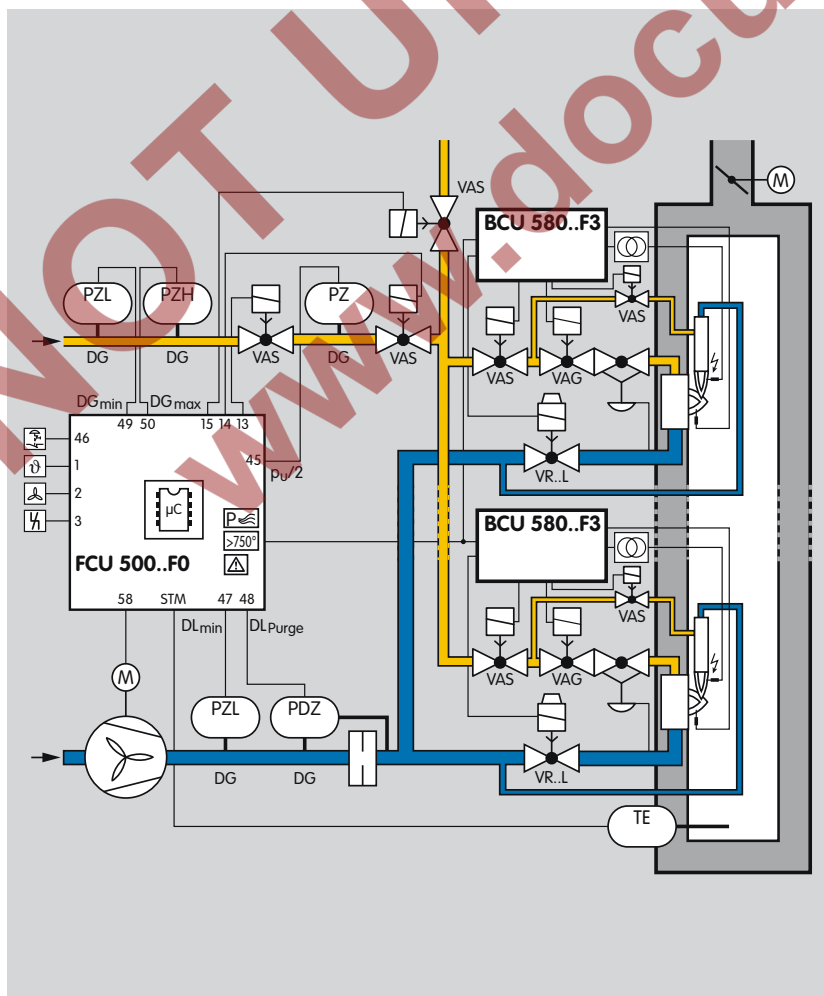 NOT UP
www.docu
VAS
M
BCU 580..F3
PZL
PZH
PZ
VAS
DG
DG
VAS
DG
VAS
VAS
VAG
DGmin
DGmax
49 50
15 14 13
46
45
pu/2
1
VR..L
2
µC
P
3
>750°
BCU 580..F3
FCU 500..F0
58
STM
47
48
VAS
DLmin
DLPurge
VAS
VAG
M
PZL
PDZ
DG
DG
VR..L
TE